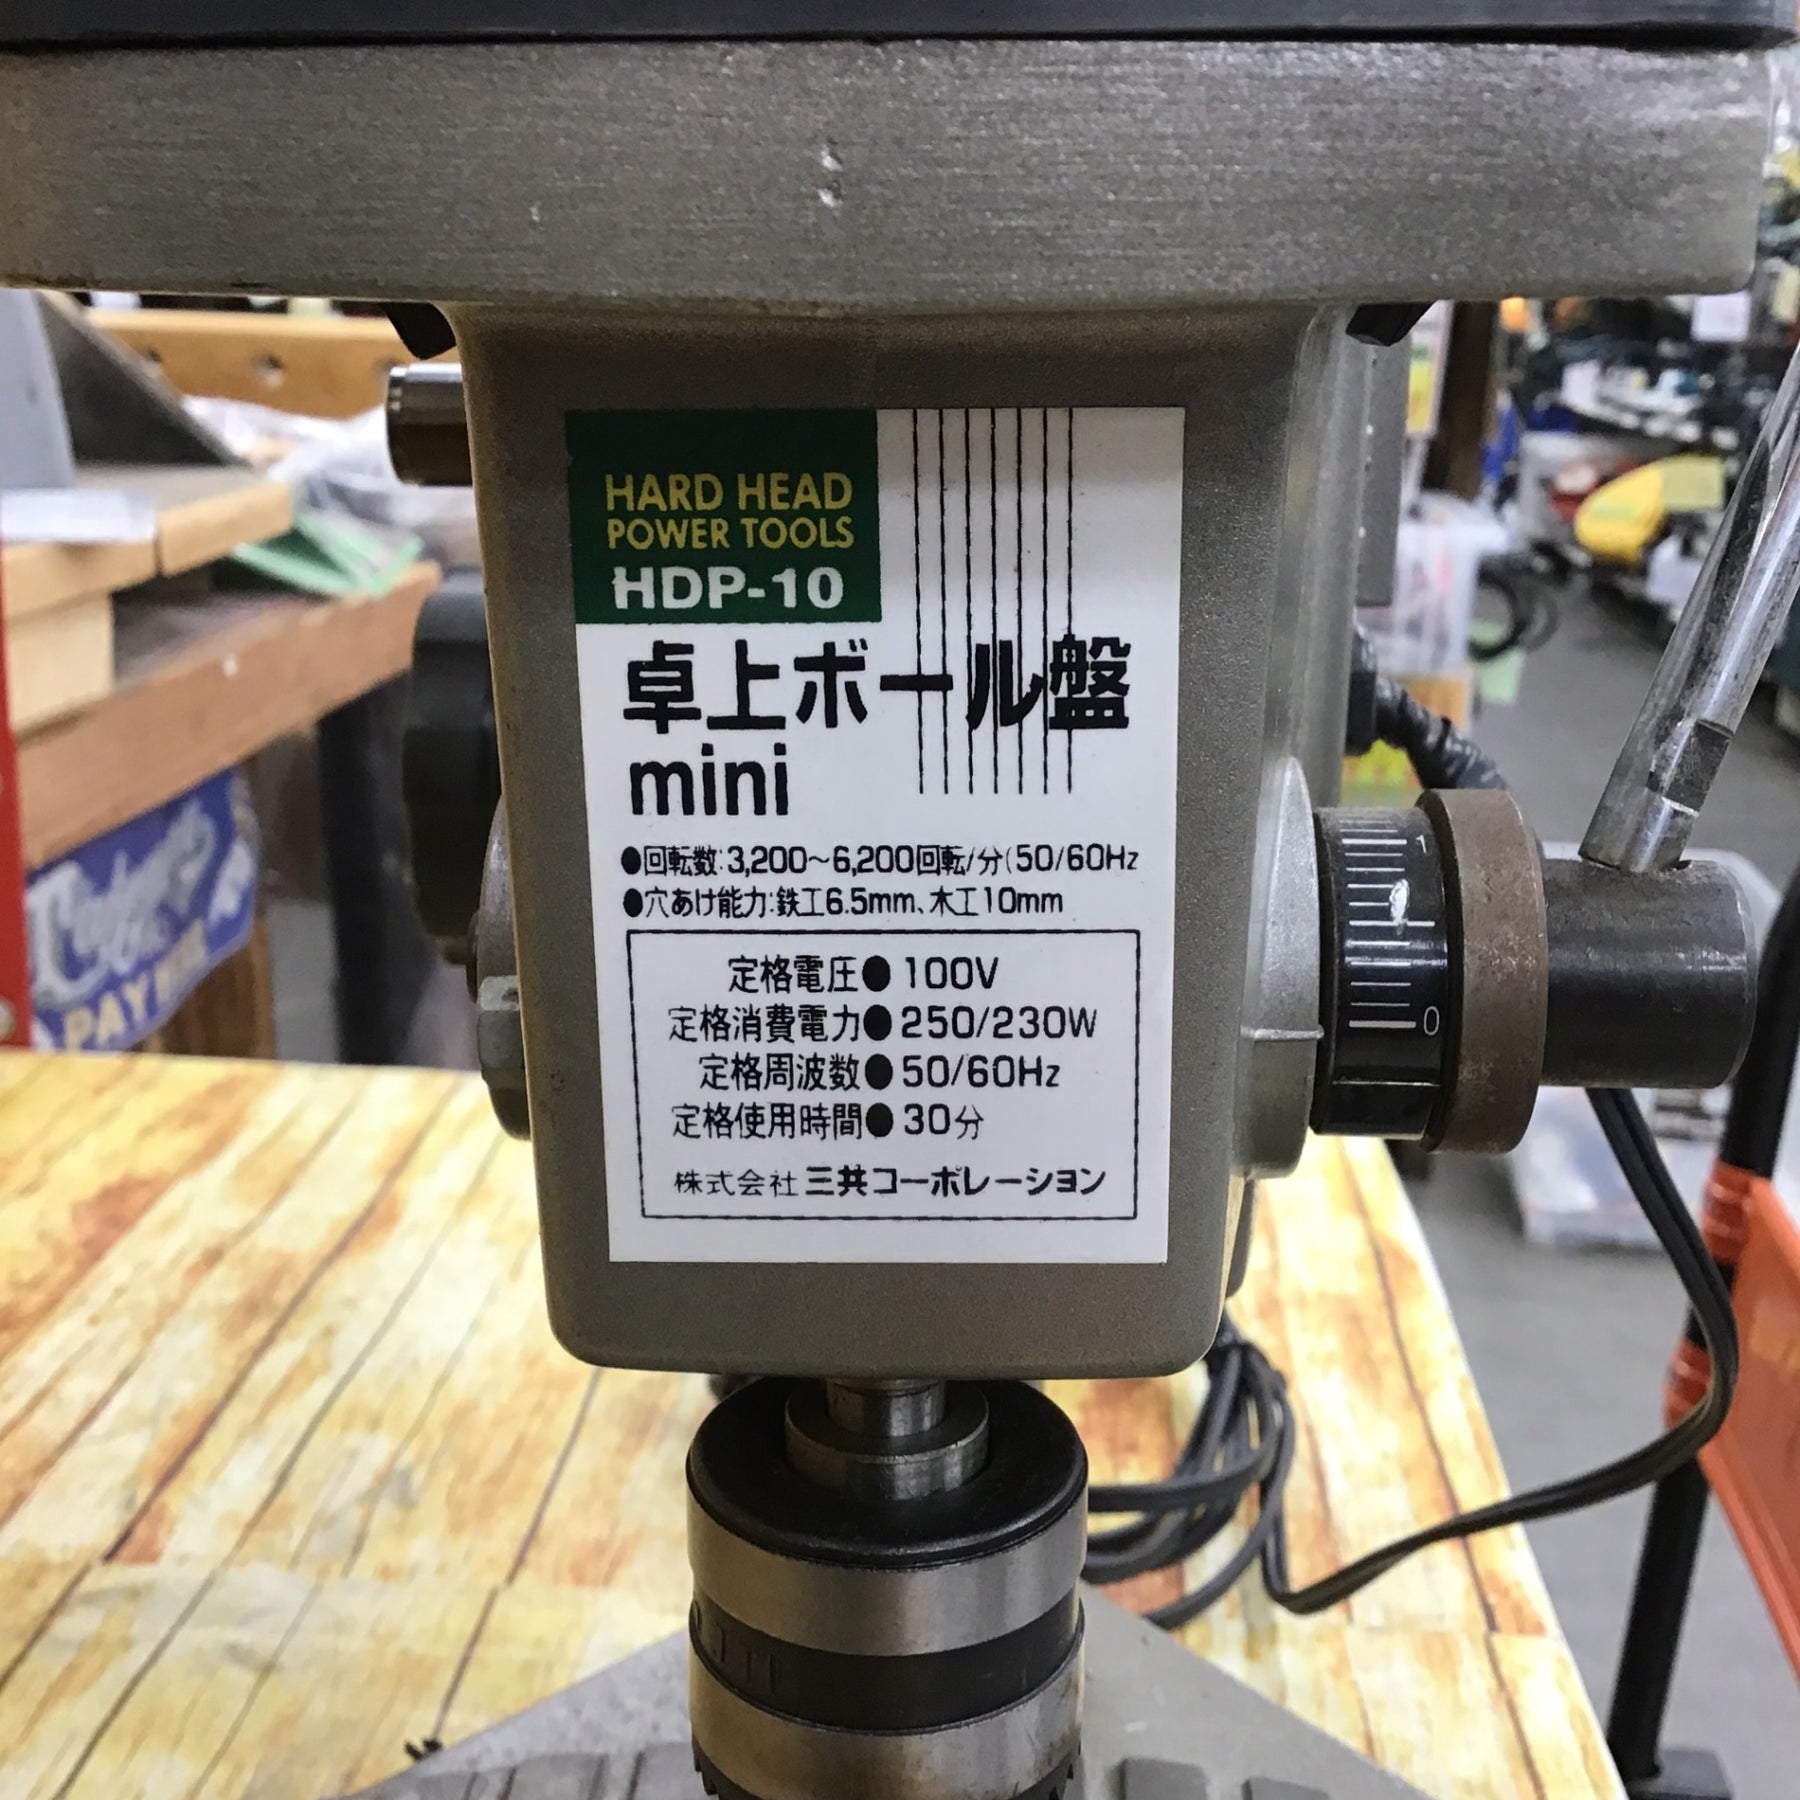 HARD HEAD
POWER TOOLS
HDP-10
卓上ボール盤
mini
●回転数:3,200〜6,200回転/分(50/60Hz
●穴あけ能力:鉄工6.5mm、木工10mm
定格電圧●100V
定格消費電力●250/230W
定格周波数●50/60Hz
定格使用時間●30分
株式会社 三共コーポレーション
1
0
PAY